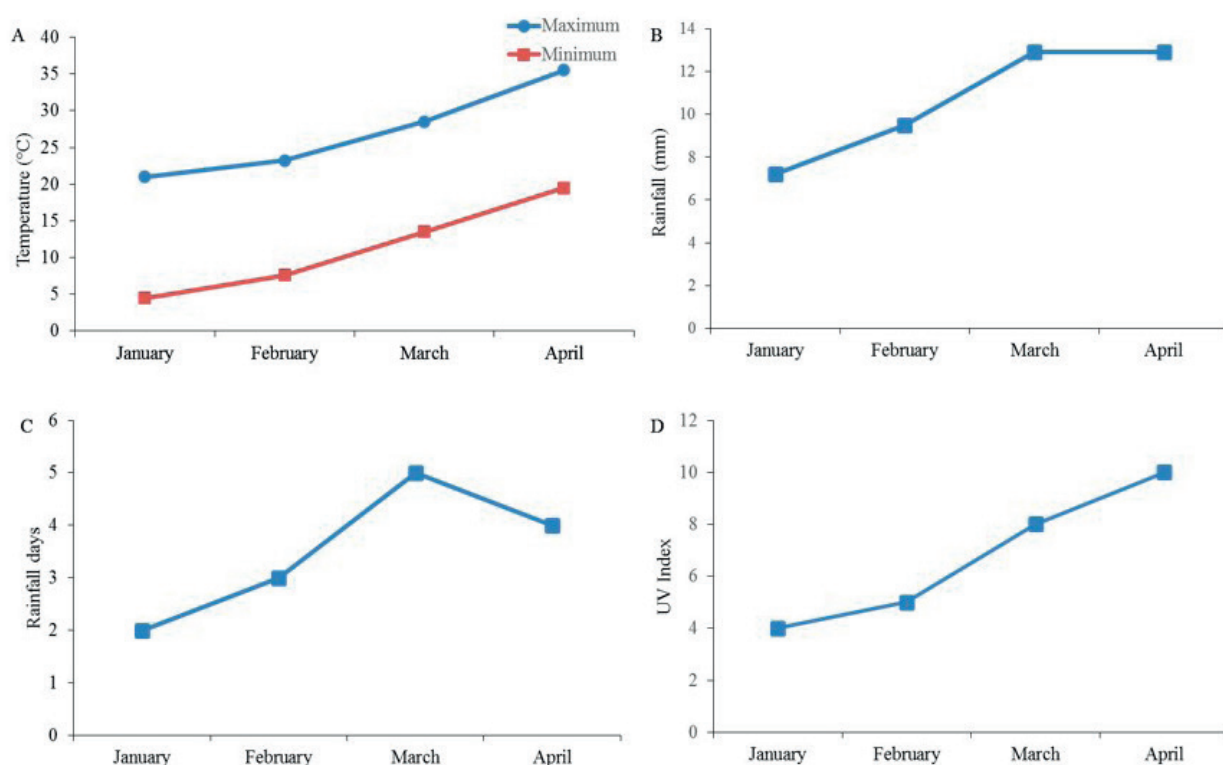 A
Temperature (°C)
40
35
30
25
20
15
10
5
0
Maximum
Minimum
January February March April
B
Rainfall (mm)
14
12
10
8
6
4
2
0
January February March April
C
Rainfall days
6
5
4
3
2
1
0
January February March April
D
UV Index
12
10
8
6
4
2
0
January February March April